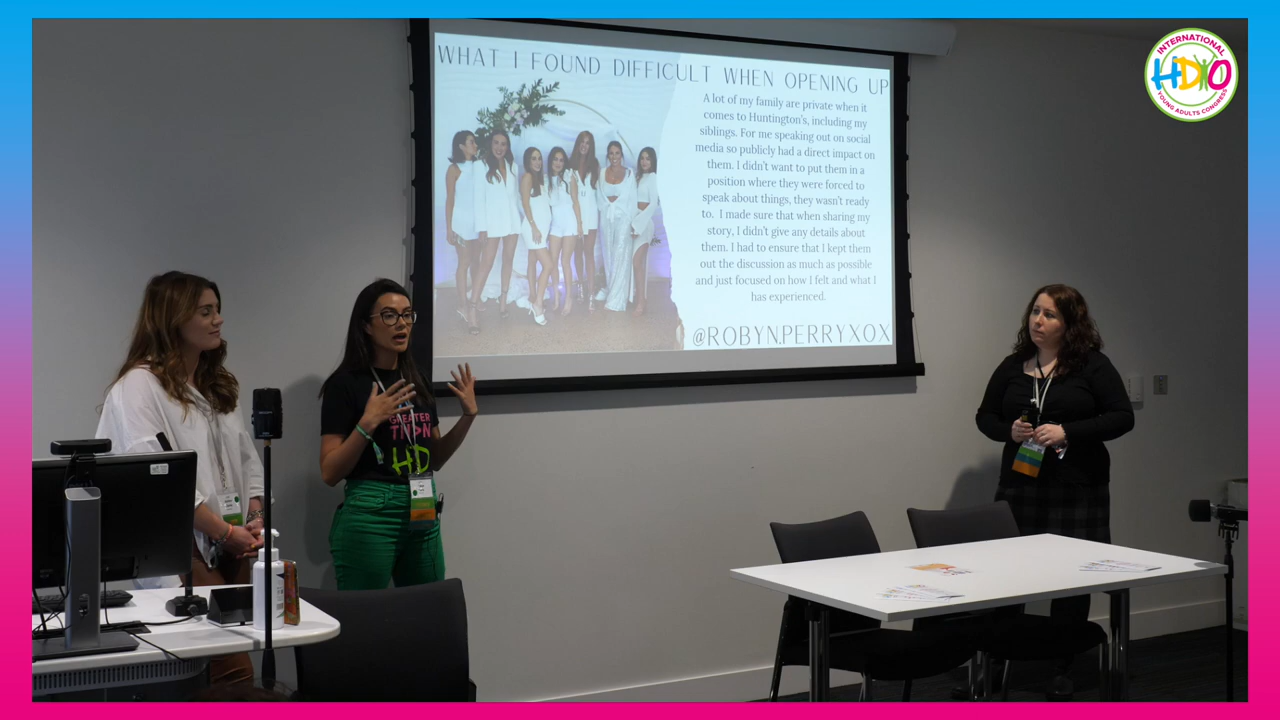 WHAT I FOUND DIFFICULT WHEN OPENING UP
A lot of my family are private when it
comes to Huntington's, including my
siblings. For me speaking out on social
media so publicly had a direct impact on
them. I didn't want to put them in a
position where they were forced to
speak about things, they wasn't ready
to. I made sure that when sharing my
story, I didn't give any details about
them. I had to ensure that I kept them
out the discussion as much as possible
and just focused on how I felt and what I
has experienced.
@ROBYN.PERRYXOX
INTERNATIONAL
HDYO
YOUNG ADULTS CONGRESS
GREATER
THAN
HD